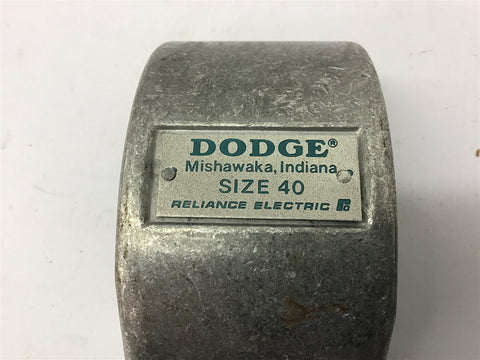 DODGE®
Mishawaka, Indiana
SIZE 40
RELIANCE ELECTRIC